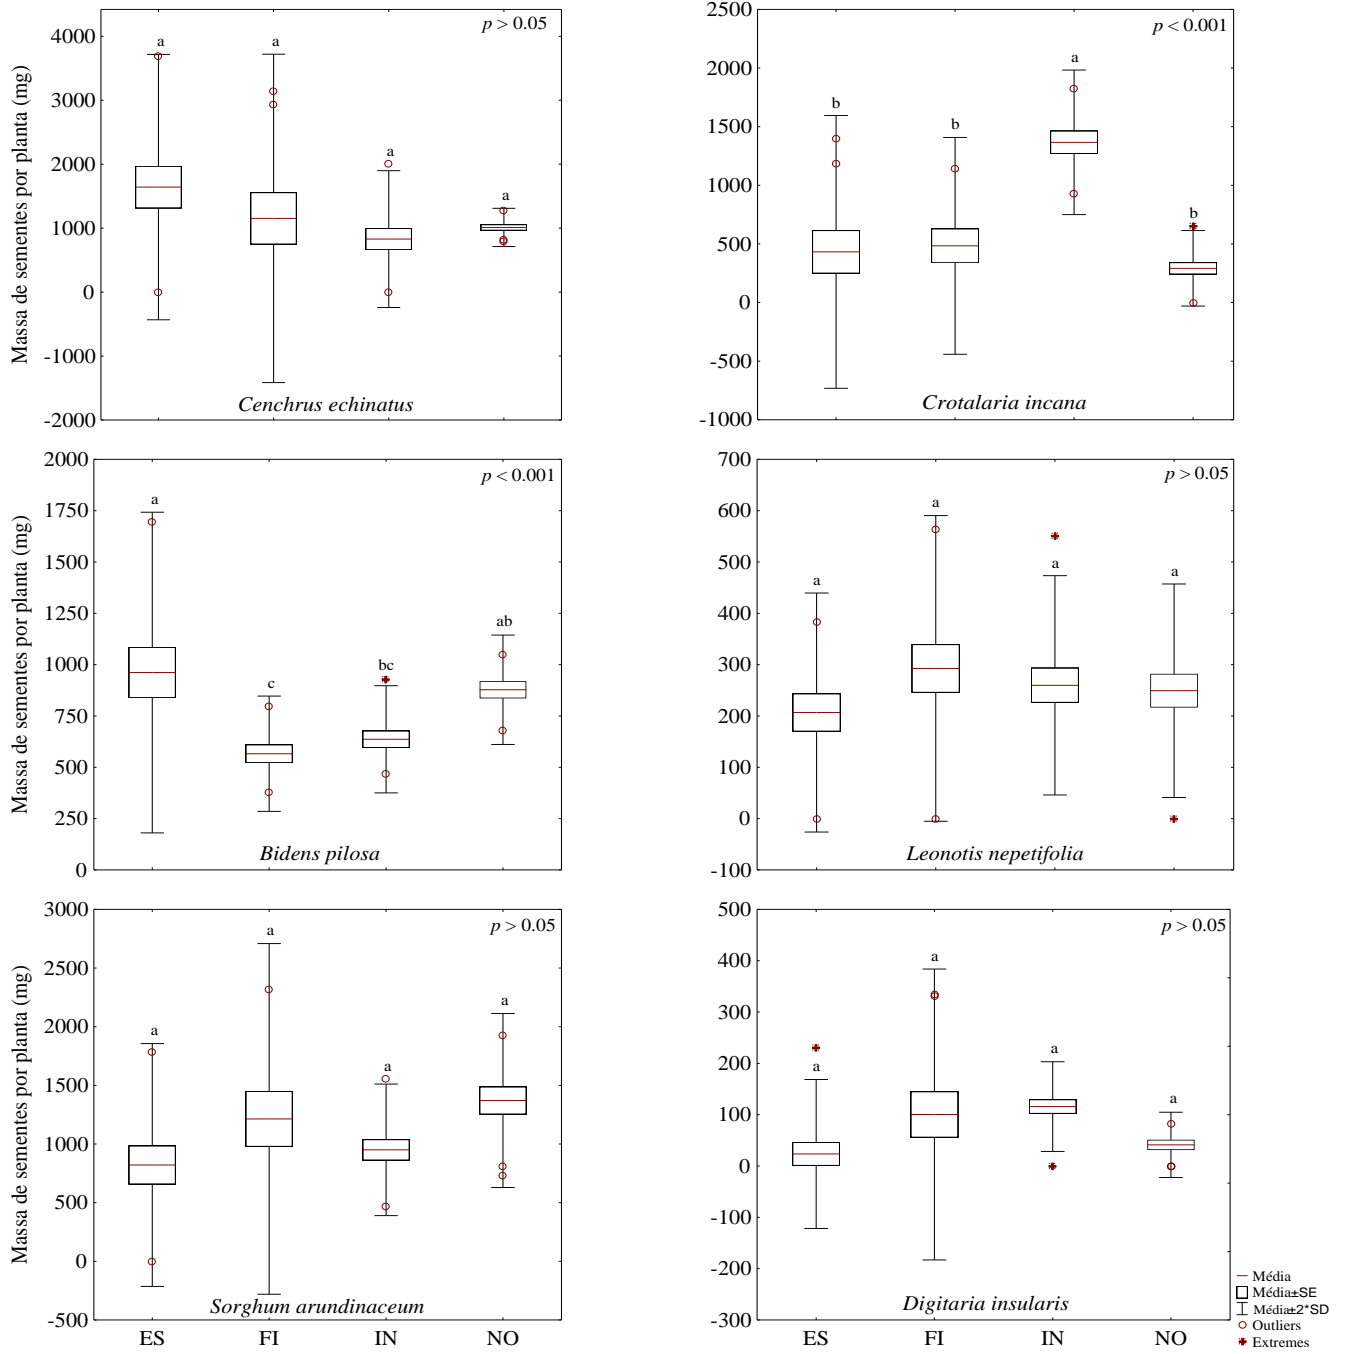 p > 0.05
4000
3000
2000
1000
0
-1000
-2000
Massa de sementes por planta (mg)
a
a
a
a
Cenchrus echinatus
p < 0.001
2500
2000
1500
1000
500
0
-500
-1000
b
b
a
b
Crotalaria incana
p < 0.001
2000
1750
1500
1250
1000
750
500
250
0
Massa de sementes por planta (mg)
a
c
bc
ab
Bidens pilosa
p > 0.05
700
600
500
400
300
200
100
0
-100
a
a
a
a
Leonotis nepetifolia
p > 0.05
3000
2500
2000
1500
1000
500
0
-500
Massa de sementes por planta (mg)
a
a
a
a
Sorghum arundinaceum
ES
FI
IN
NO
p > 0.05
500
400
300
200
100
0
-100
-200
-300
a
a
a
a
Digitaria insularis
ES
FI
IN
NO
Média
Média±SE
Média±2*SD
Outliers
Extremes